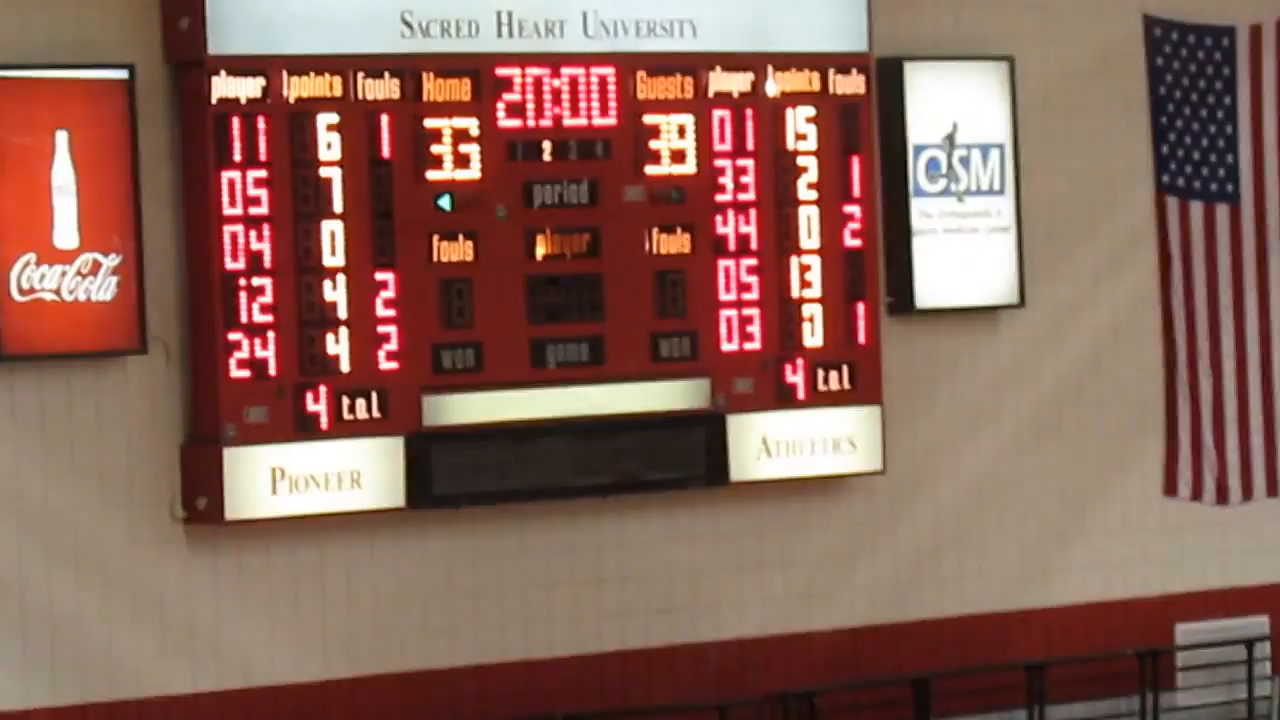 SACRED HEART UNIVERSITY
player points fouls Home 20:00 Guests player points fouls
11 6 1 33 39 01 15
2
05 7 period 33 2 1
04 0 fouls player fouls 44 0 2
12 4 2 05 13
24 4 2 won game won 03 0 1
4 t.o.l 4 t.o.l
PIONEER ATHLETICS
Coca-Cola
OSM